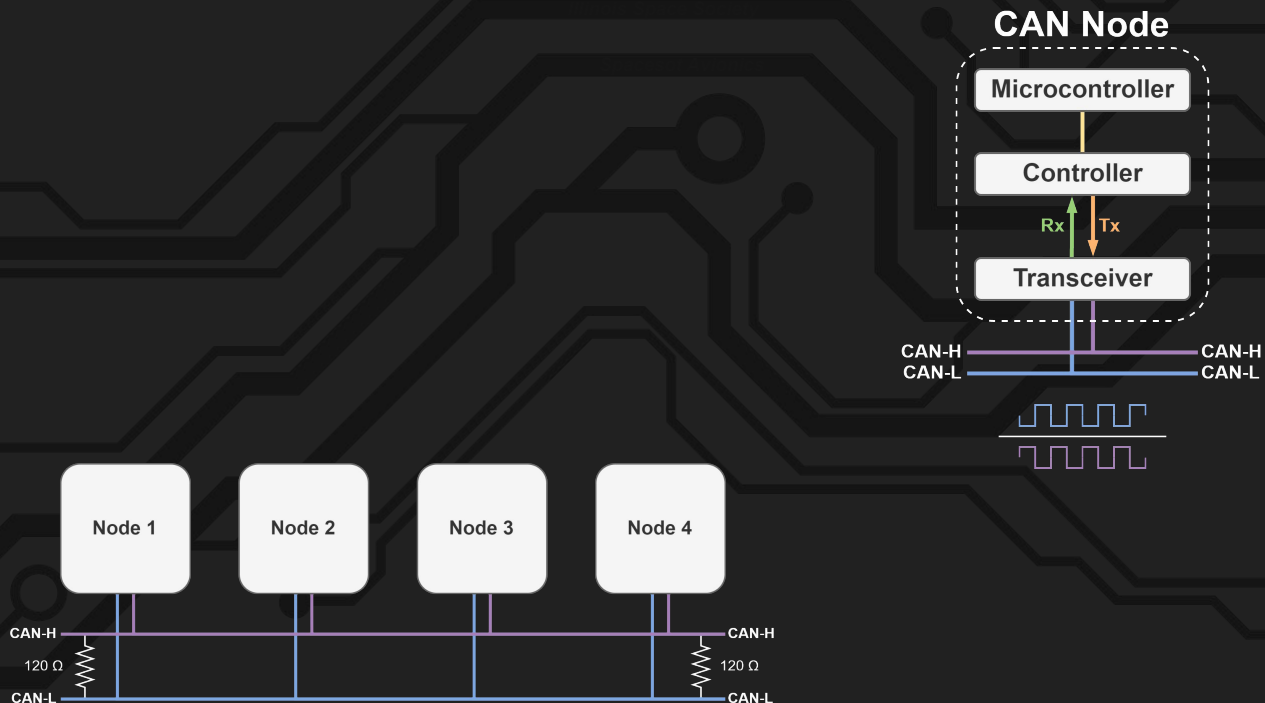 CAN Node
Microcontroller
Controller
Rx
Tx
Transceiver
CAN-H
CAN-H
CAN-L
CAN-L
Node 1
Node 2
Node 3
Node 4
CAN-H
CAN-H
120 Ω
120 Ω
CAN-L
CAN-L